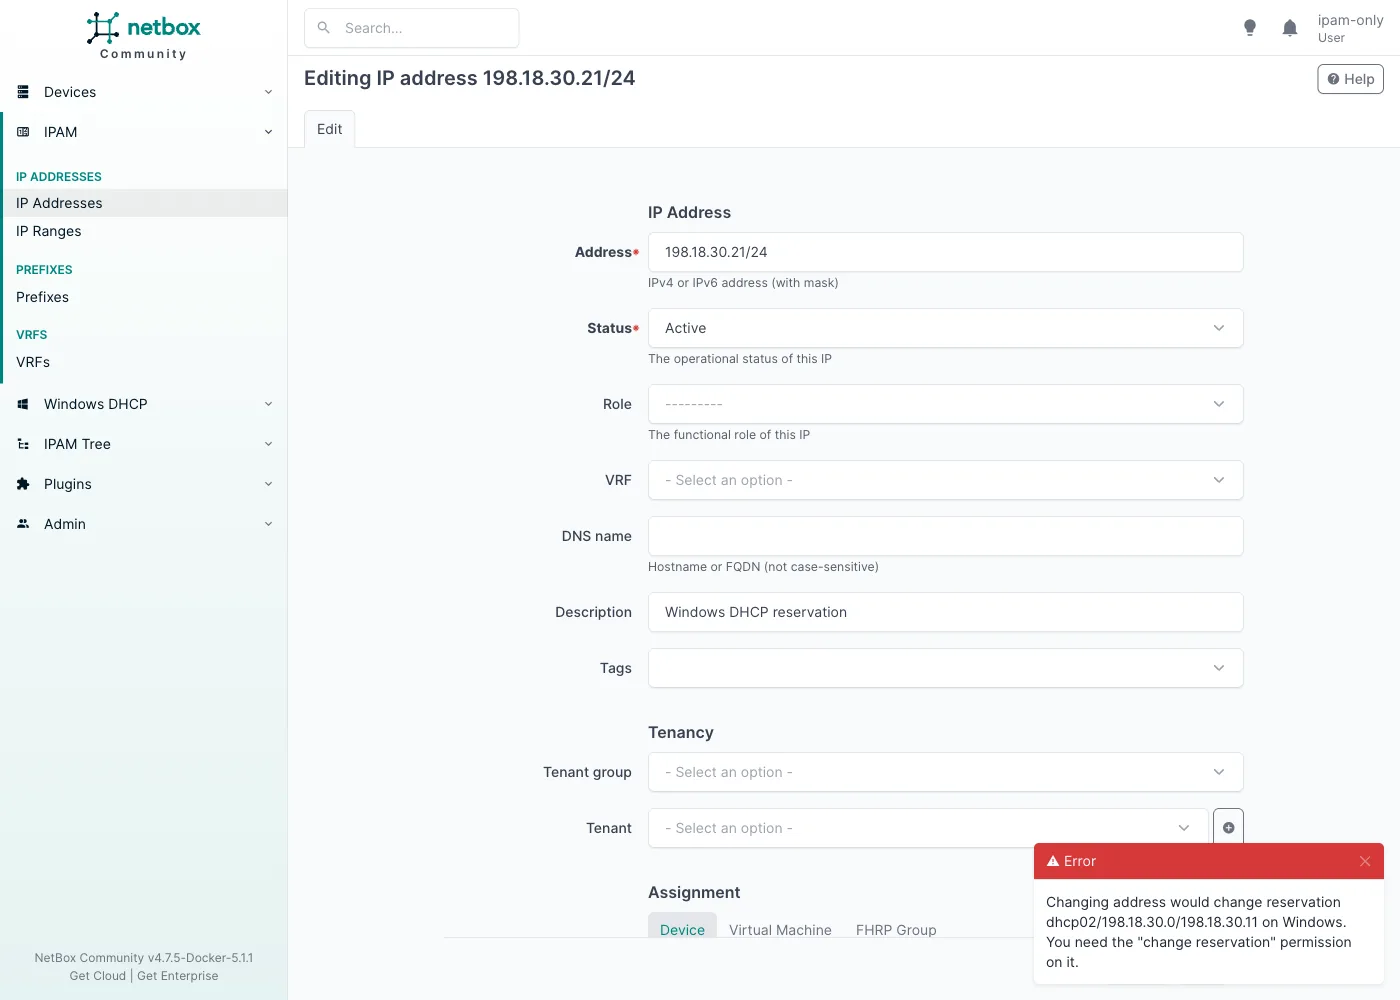 netbox
Community
Search...
ipam-only
User
Devices
IPAM
IP ADDRESSES
IP Addresses
IP Ranges
PREFIXES
Prefixes
VRFS
VRFs
Windows DHCP
IPAM Tree
Plugins
Admin
NetBox Community v4.7.5-Docker-5.1.1
Get Cloud | Get Enterprise
Editing IP address 198.18.30.21/24
Help
Edit
IP Address
Address*
198.18.30.21/24
IPv4 or IPv6 address (with mask)
Status*
Active
The operational status of this IP
Role
---------
The functional role of this IP
VRF
- Select an option -
DNS name
Hostname or FQDN (not case-sensitive)
Description
Windows DHCP reservation
Tags
Tenancy
Tenant group
- Select an option -
Tenant
- Select an option -
Assignment
Device
Virtual Machine
FHRP Group
Error
Changing address would change reservation
dhcp02/198.18.30.0/198.18.30.11 on Windows.
You need the "change reservation" permission
on it.